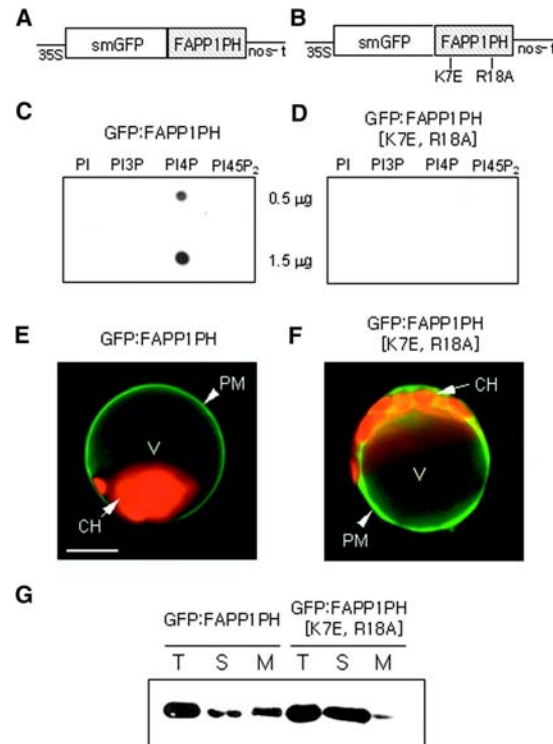 A B
35S smGFP FAPP1PH nos-t 35S smGFP FAPP1PH nos-t
K7E R18A
C D
GFP:FAPP1PH GFP:FAPP1PH
[K7E, R18A]
PI PI3P PI4P PI45P₂ PI PI3P PI4P PI45P₂
0.5 µg
1.5 µg
E F
GFP:FAPP1PH GFP:FAPP1PH
[K7E, R18A]
PM V CH
CH V PM
G
GFP:FAPP1PH GFP:FAPP1PH
[K7E, R18A]
T S M T S M